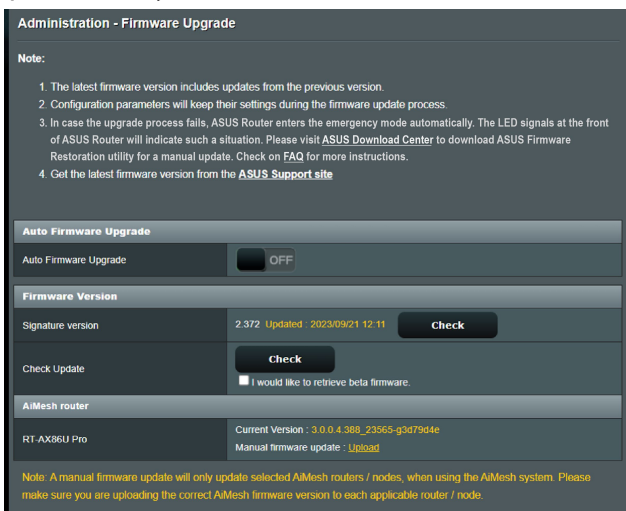 Administration - Firmware Upgrade
Note:
1. The latest firmware version includes updates from the previous version.
2. Configuration parameters will keep their settings during the firmware update process.
3. In case the upgrade process fails, ASUS Router enters the emergency mode automatically. The LED signals at the front
of ASUS Router will indicate such a situation. Please visit ASUS Download Center to download ASUS Firmware
Restoration utility for a manual update. Check on FAQ for more instructions.
4. Get the latest firmware version from the ASUS Support site
Auto Firmware Upgrade
Auto Firmware Upgrade OFF
Firmware Version
Signature version 2.372 Updated : 2023/09/21 12:11 Check
Check Update Check
I would like to retrieve beta firmware.
AiMesh router
RT-AX86U Pro Current Version : 3.0.0.4.388_23565-g3d79d4e
Manual firmware update : Upload
Note: A manual firmware update will only update selected AiMesh routers / nodes, when using the AiMesh system. Please
make sure you are uploading the correct AiMesh firmware version to each applicable router / node.